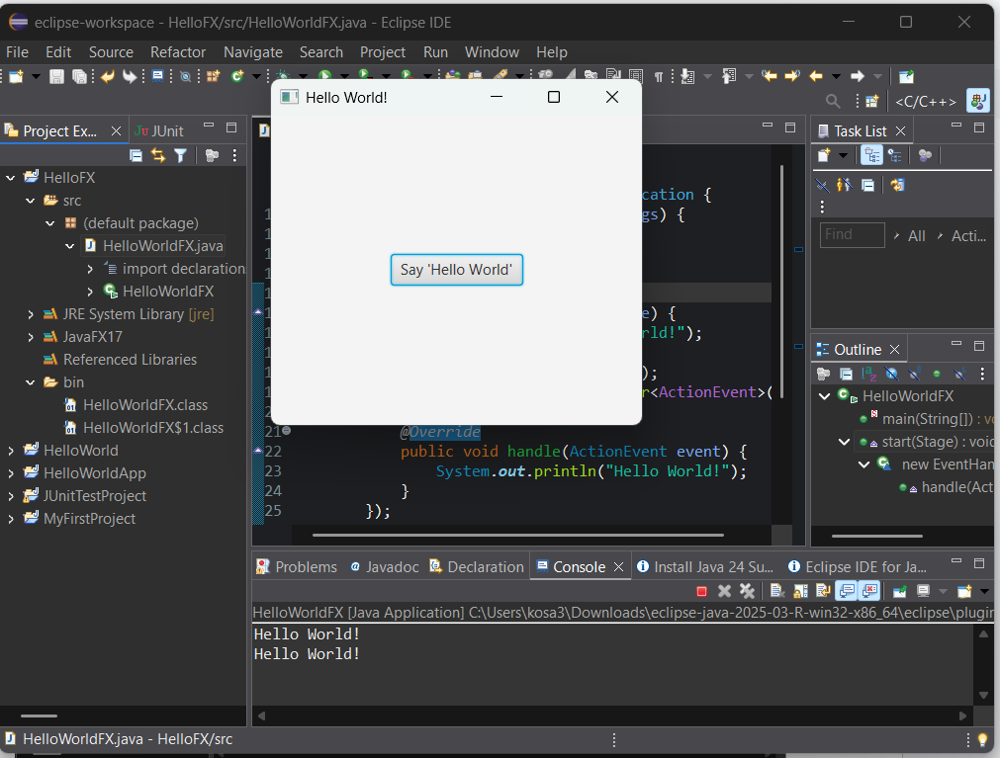 eclipse-workspace - HelloFX/src/HelloWorldFX.java - Eclipse IDE
File Edit Source Refactor Navigate Search Project Run Window Help
<C/C++>
Project Ex...
JUnit
HelloFX
src
(default package)
HelloWorldFX.java
import declaration
HelloWorldFX
JRE System Library [jre]
JavaFX17
Referenced Libraries
bin
HelloWorldFX.class
HelloWorldFX$1.class
HelloWorld
HelloWorldApp
JUnitTestProject
MyFirstProject
Hello World!
Say 'Hello World'
cation {
gs) {
e) {
rld!");
);
r<ActionEvent>(
21 @Override
22 public void handle(ActionEvent event) {
23 System.out.println("Hello World!");
24 }
25 });
Task List
Find
All
Acti...
Outline
HelloWorldFX
main(String[]) : vo
start(Stage) : void
new EventHan
handle(Act
Problems
Javadoc
Declaration
Console
Install Java 24 Su...
Eclipse IDE for Ja...
HelloWorldFX [Java Application] C:\Users\kosa3\Downloads\eclipse-java-2025-03-R-win32-x86_64\eclipse\plugin
Hello World!
Hello World!
HelloWorldFX.java - HelloFX/src